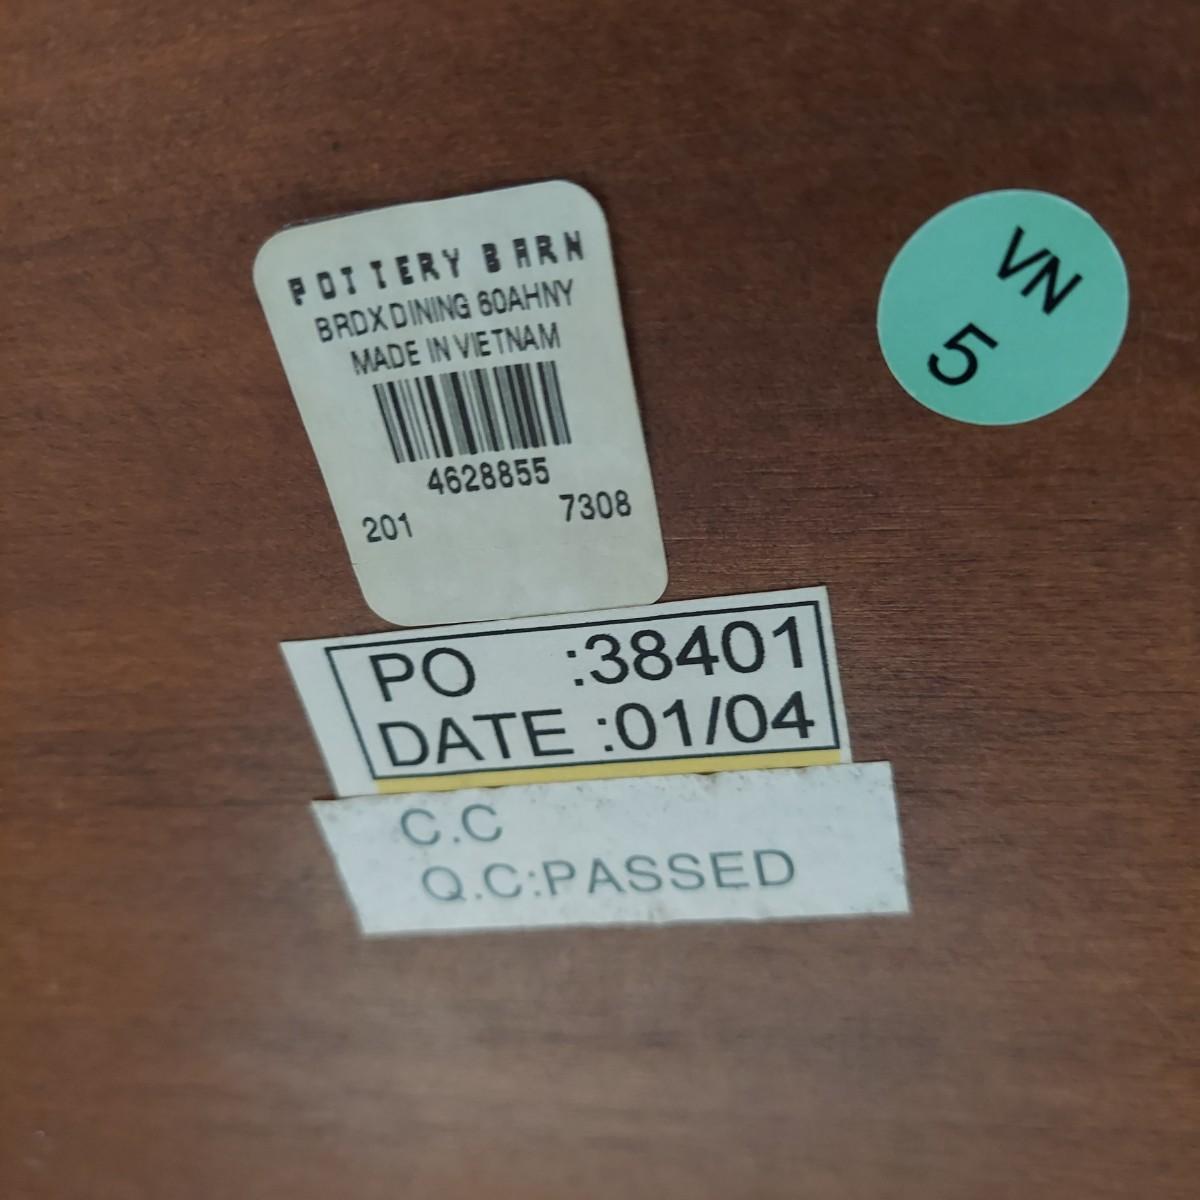 POTTERY BARN
BRDX DINING 60AHNY
MADE IN VIETNAM
4628855
201 7308
VN
5
PO :38401
DATE :01/04
C.C
Q.C:PASSED